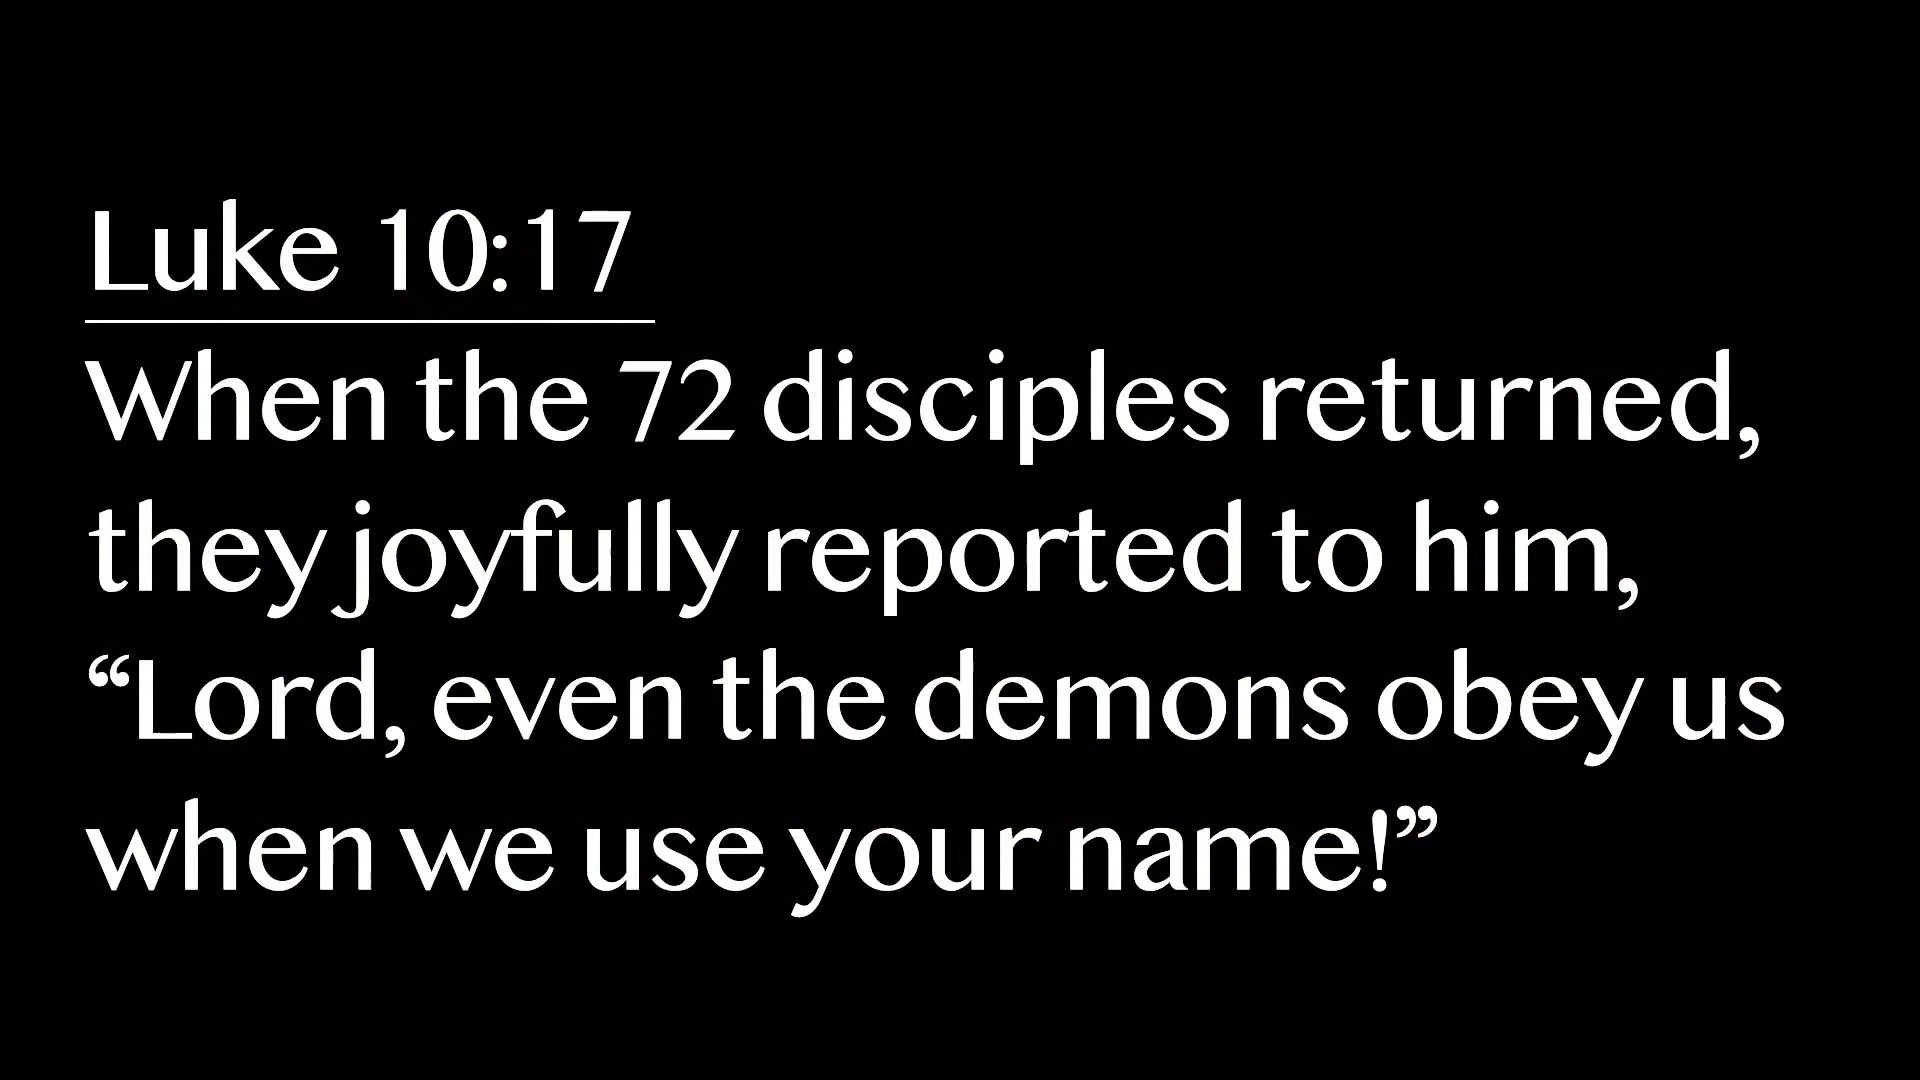 Luke 10:17
When the 72 disciples returned,
they joyfully reported to him,
“Lord, even the demons obey us
when we use your name!”